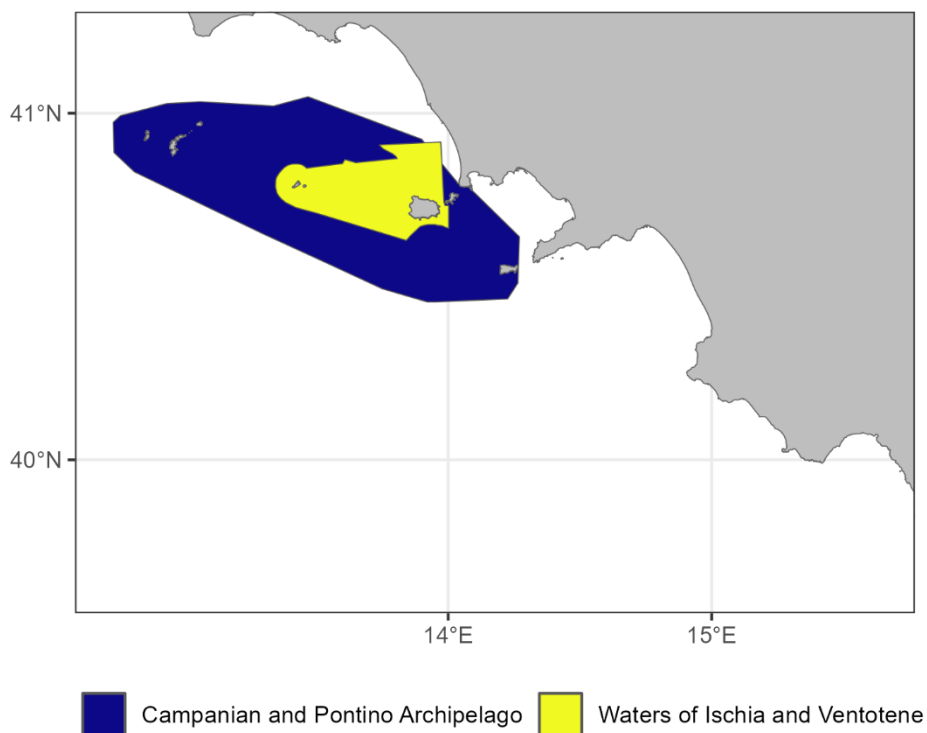 41°N
40°N
14°E
15°E
Campanian and Pontino Archipelago
Waters of Ischia and Ventotene